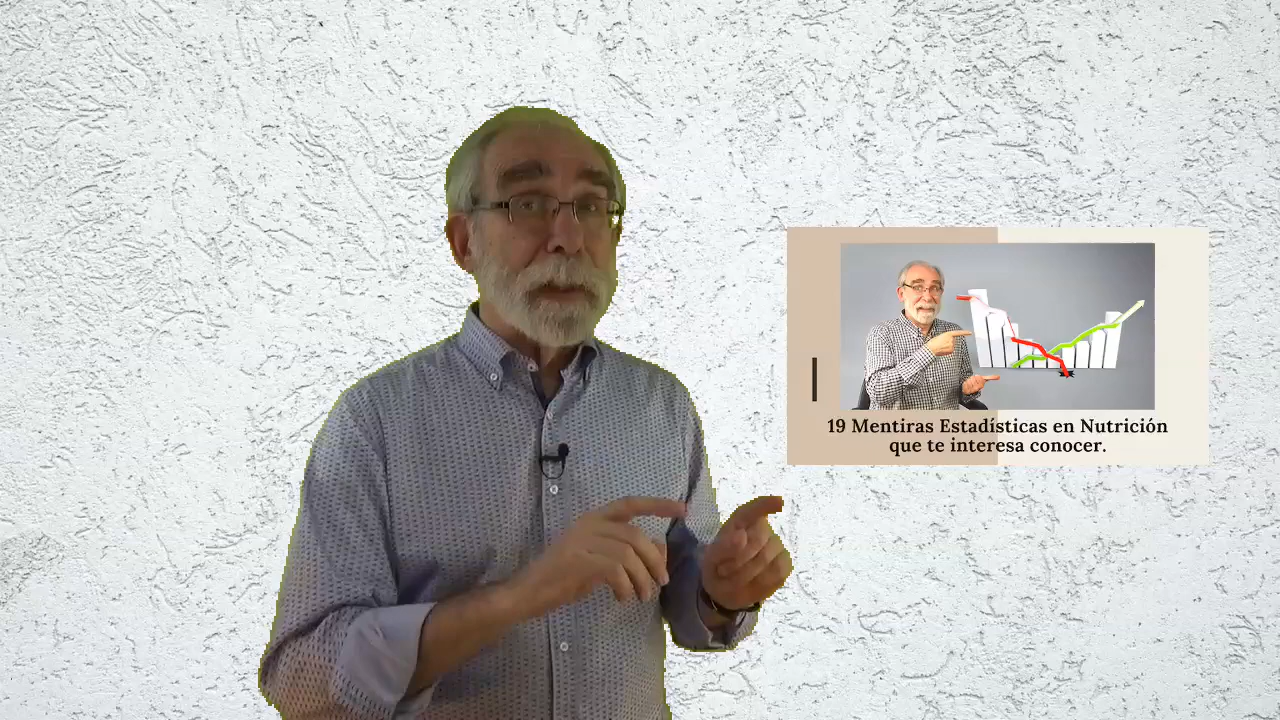 19 Mentiras Estadísticas en Nutrición
que te interesa conocer.